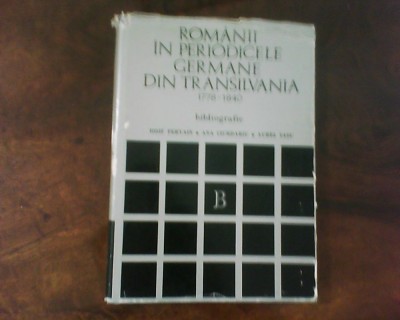 ROMÂNII
ÎN PERIODICELE
GERMANE
DIN TRANSILVANIA
1778-1840
bibliografie
B